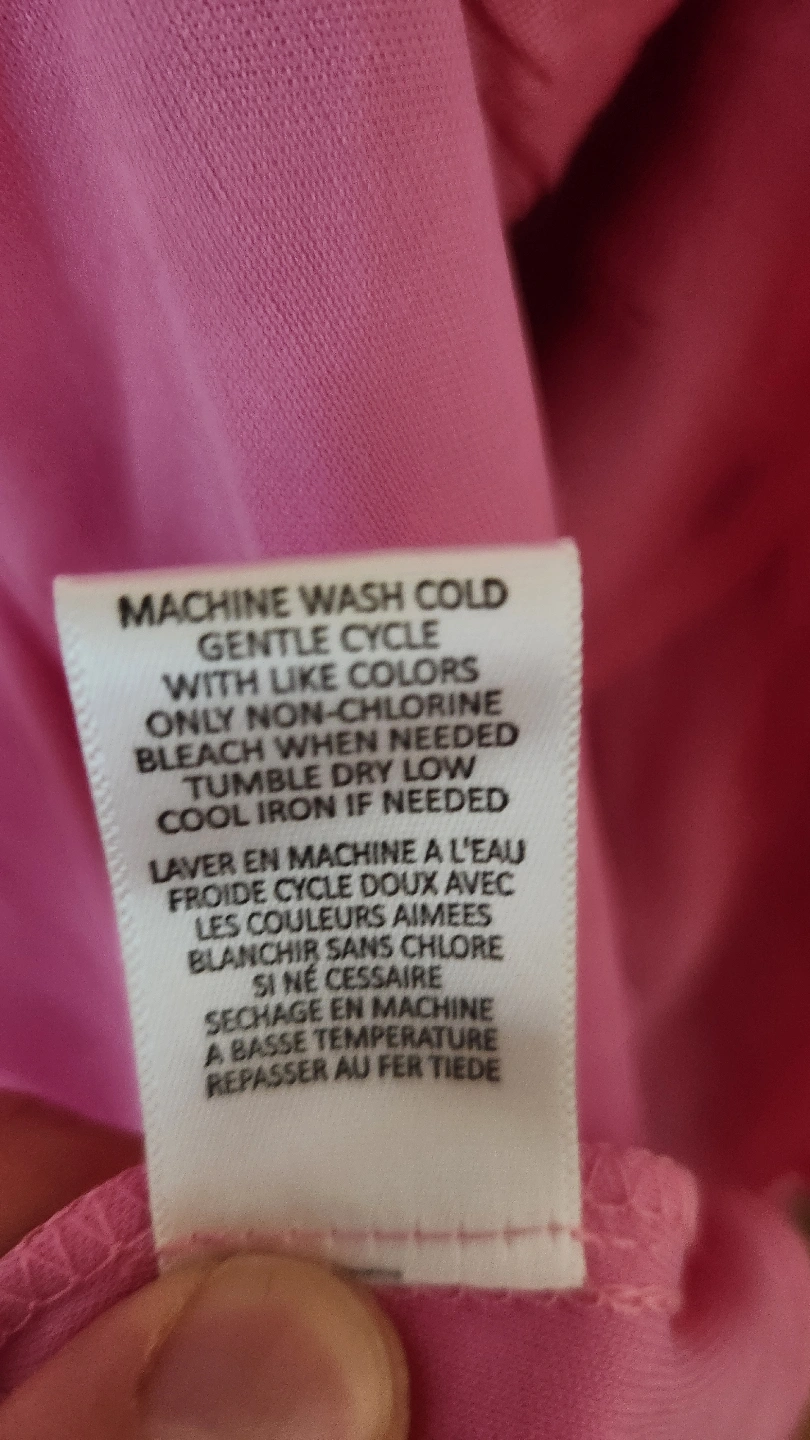 MACHINE WASH COLD
GENTLE CYCLE
WITH LIKE COLORS
ONLY NON-CHLORINE
BLEACH WHEN NEEDED
TUMBLE DRY LOW
COOL IRON IF NEEDED
LAVER EN MACHINE A L'EAU
FROIDE CYCLE DOUX AVEC
LES COULEURS AIMEES
BLANCHIR SANS CHLORE
SI NÉ CESSAIRE
SECHAGE EN MACHINE
A BASSE TEMPERATURE
REPASSER AU FER TIEDE